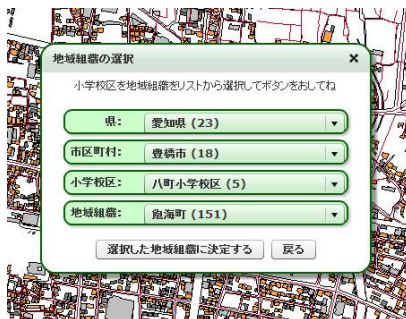 地域組織の選択
×
小学校区を地域組織をリストから選択してボタンをおしてね
県: 愛知県 (23)
市区町村: 豊橋市 (18)
小学校区: 八町小学校区 (5)
地域組織: 飽海町 (151)
選択した地域組織に決定する 戻る